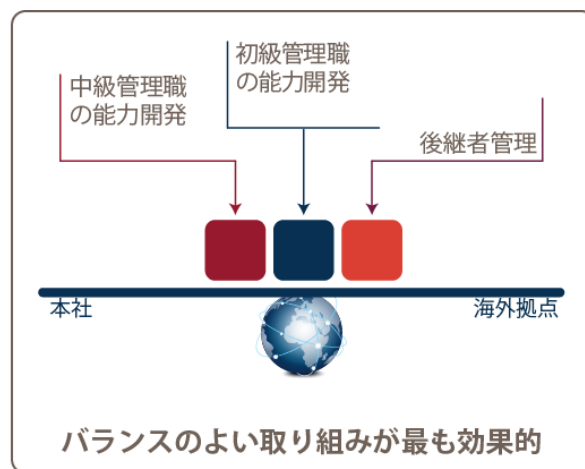 中級管理職
の能力開発
初級管理職
の能力開発
後継者管理
本社
海外拠点
バランスのよい取り組みが最も効果的